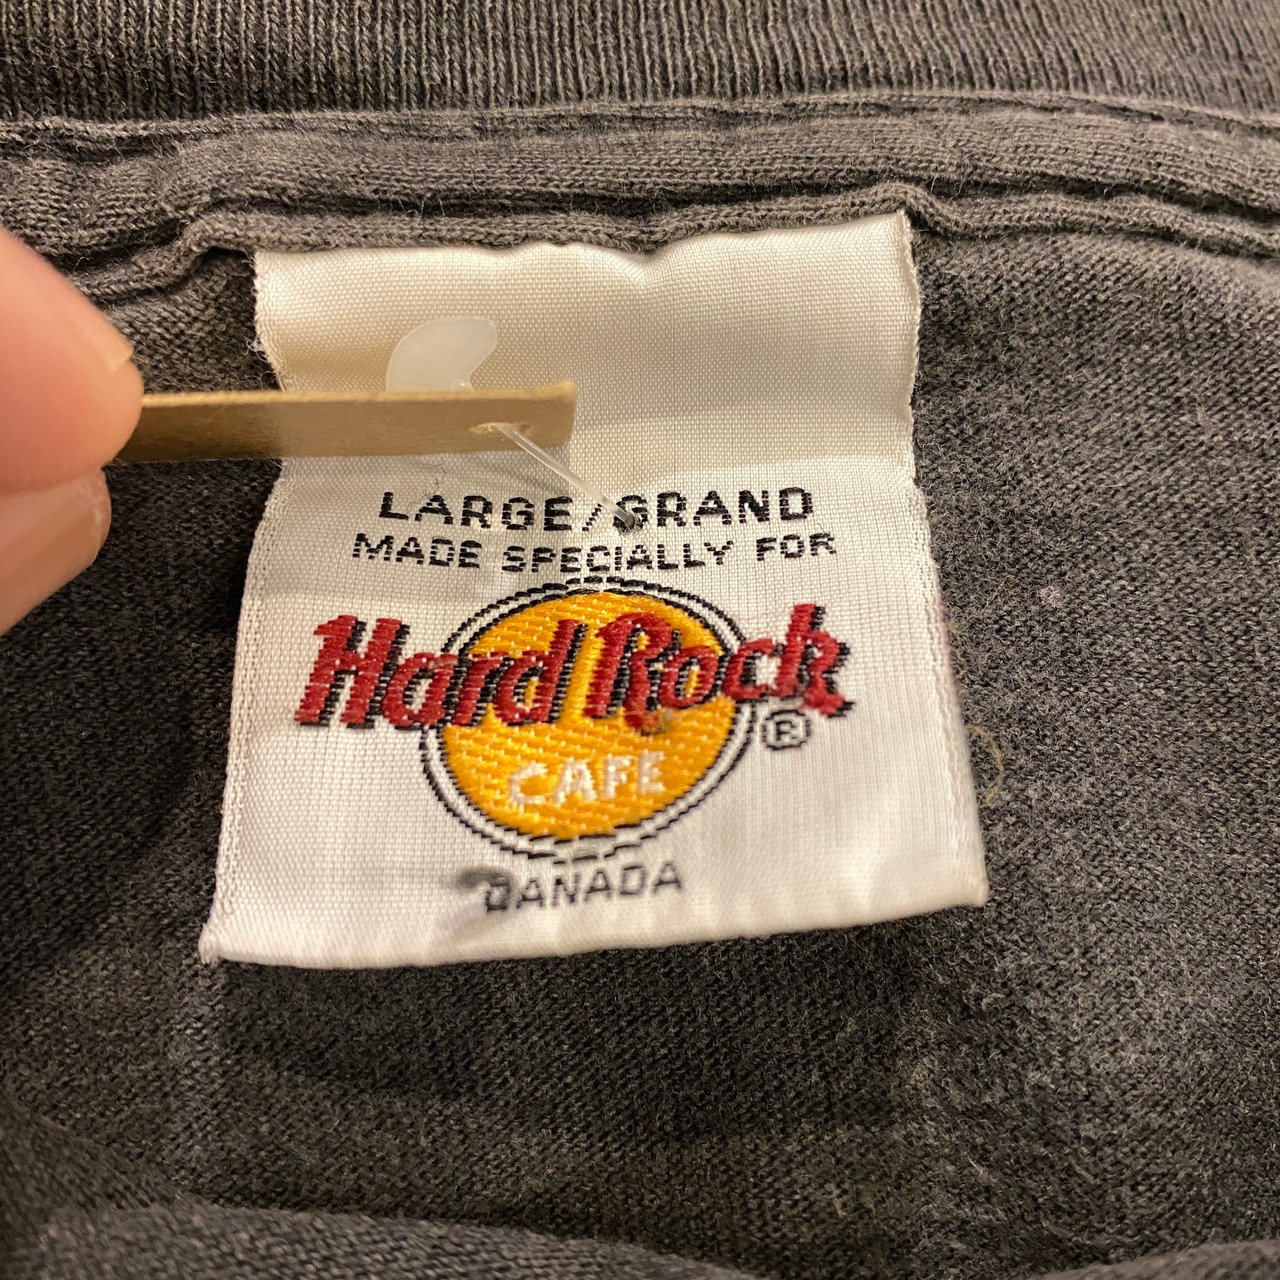 LARGE/GRAND
MADE SPECIALLY FOR
Hard Rock
CAFE
®
CANADA